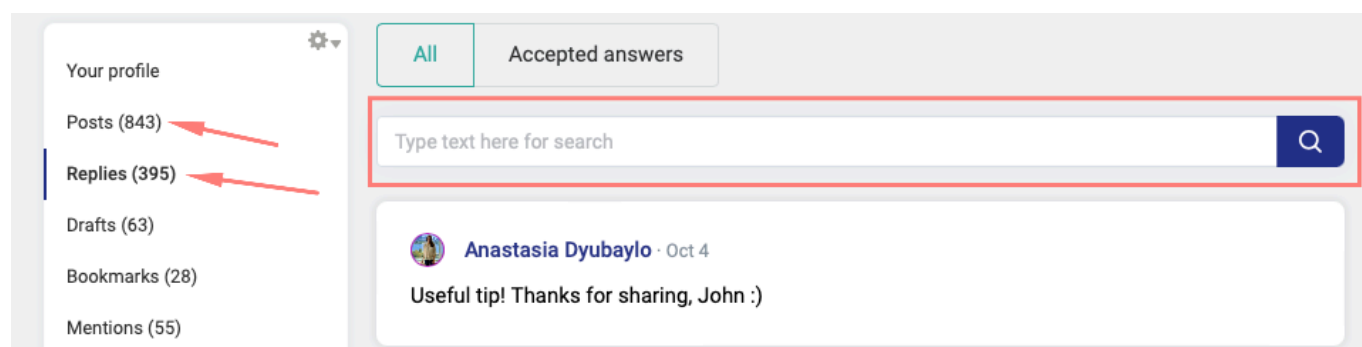 Your profile
Posts (843)
Replies (395)
Drafts (63)
Bookmarks (28)
Mentions (55)
All
Accepted answers
Type text here for search
Anastasia Dyubaylo · Oct 4
Useful tip! Thanks for sharing, John :)